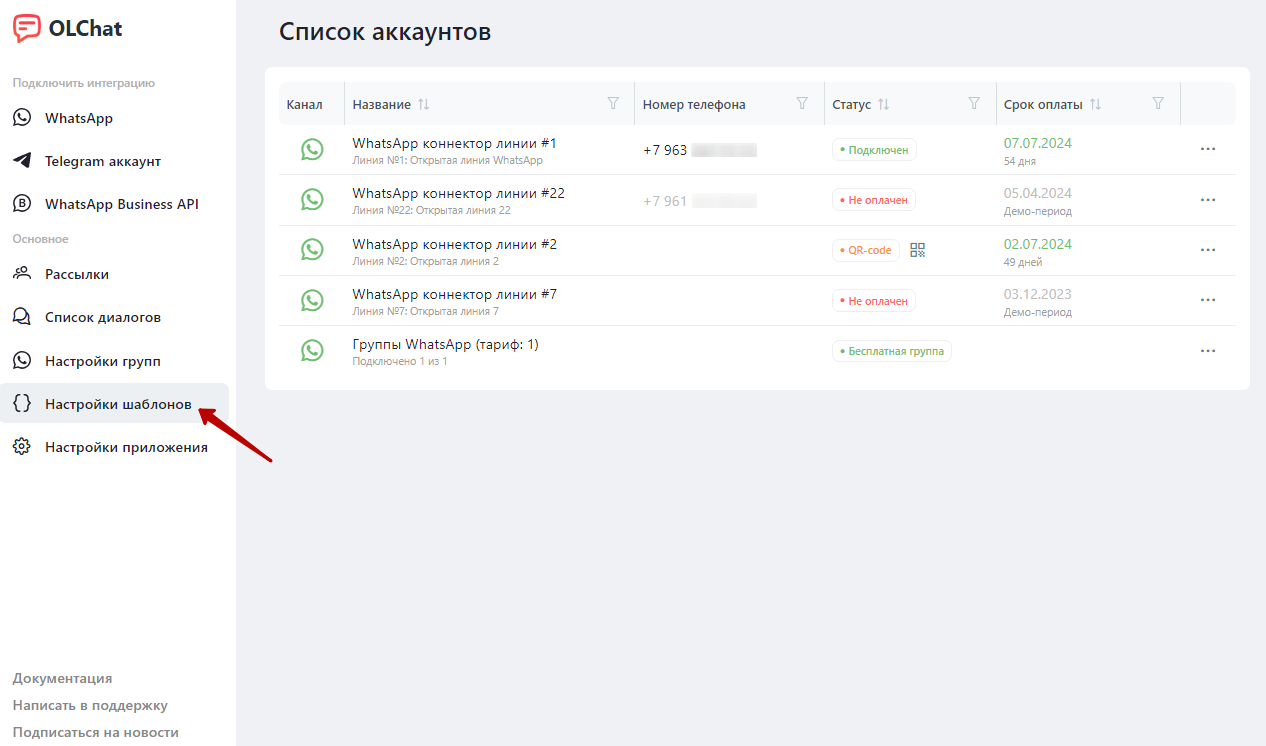 OLChat
Подключить интеграцию
WhatsApp
Telegram аккаунт
WhatsApp Business API
Основное
Рассылки
Список диалогов
Настройки групп
Настройки шаблонов
Настройки приложения
Документация
Написать в поддержку
Подписаться на новости
Список аккаунтов
Канал Название Номер телефона Статус Срок оплаты
WhatsApp коннектор линии #1 +7 963 Подключен 07.07.2024
Линия №1: Открытая линия WhatsApp 54 дня
WhatsApp коннектор линии #22 +7 961 Не оплачен 05.04.2024
Линия №22: Открытая линия 22 Демо-период
WhatsApp коннектор линии #2 QR-code 02.07.2024
Линия №2: Открытая линия 2 49 дней
WhatsApp коннектор линии #7 Не оплачен 03.12.2023
Линия №7: Открытая линия 7 Демо-период
Группы WhatsApp (тариф: 1) Бесплатная группа
Подключено 1 из 1